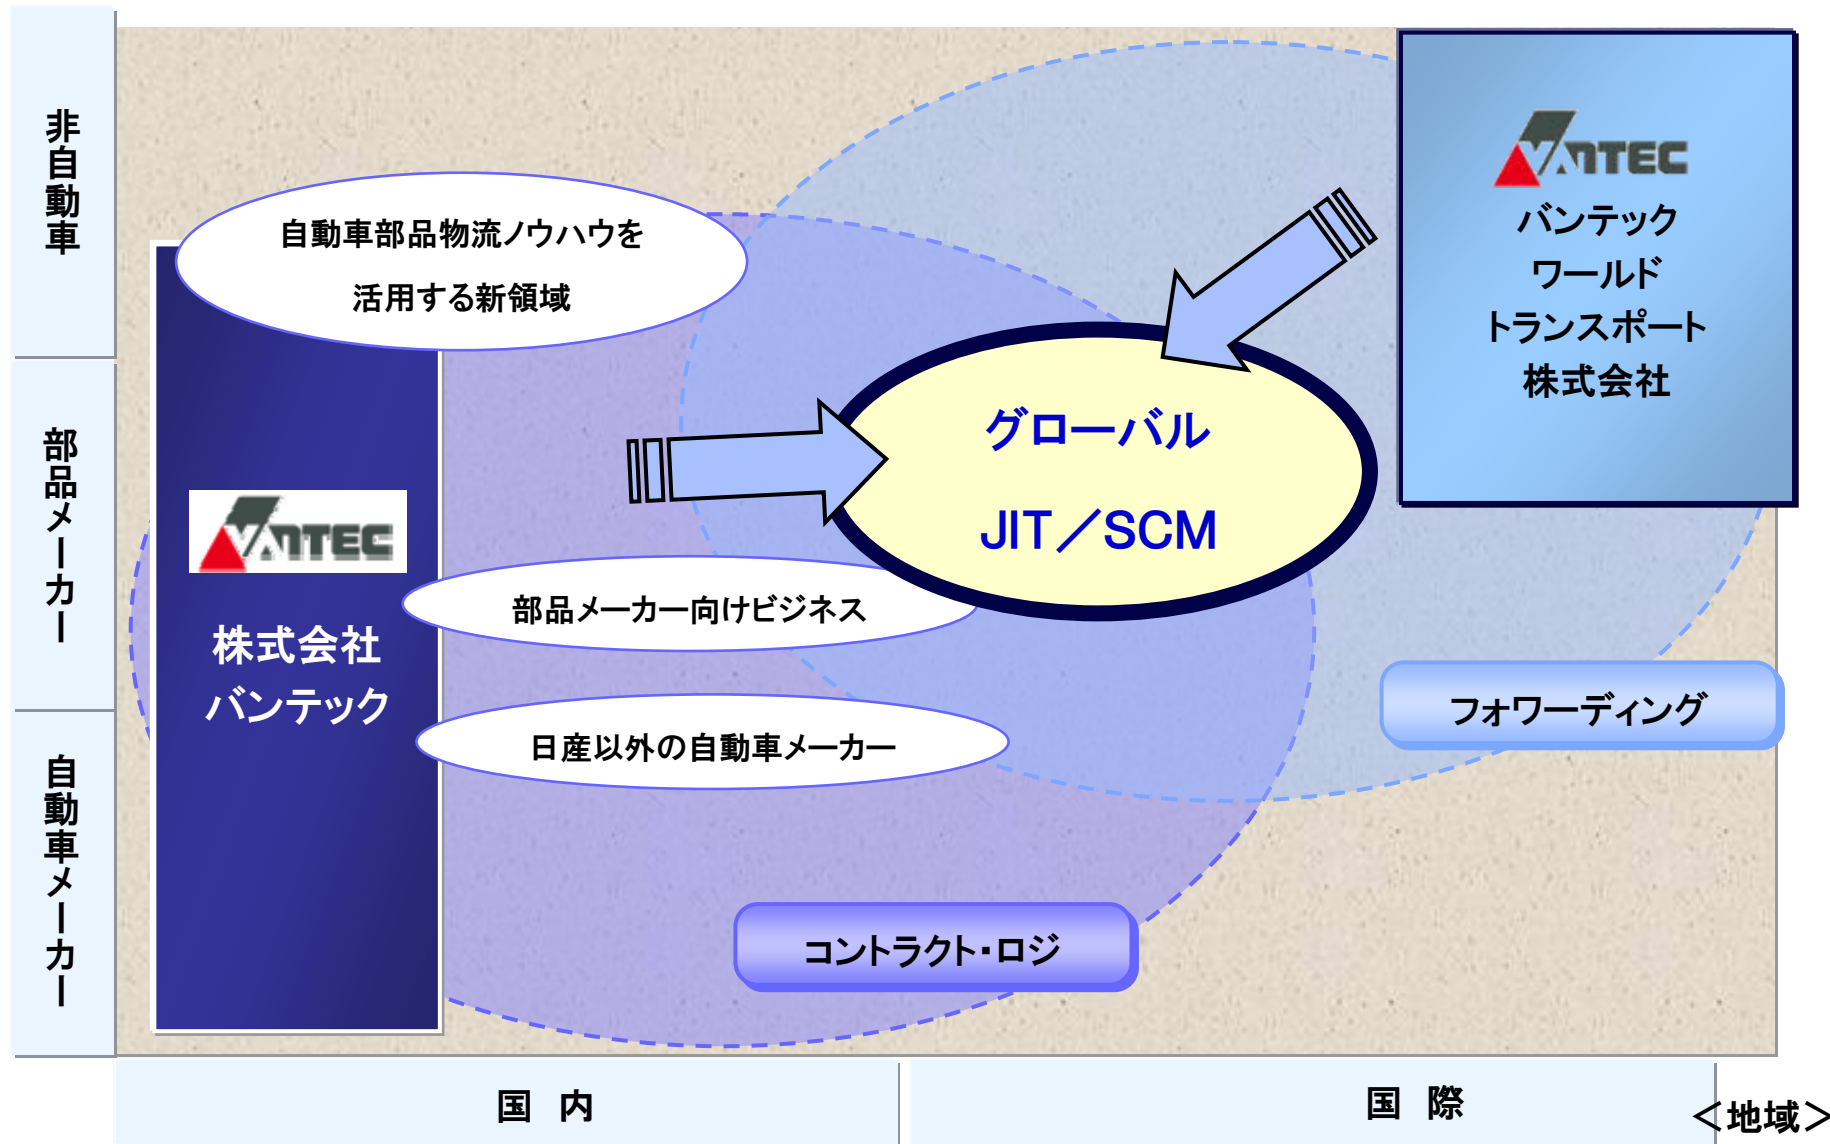 非自動車
部品メーカー
自動車メーカー
自動車部品物流ノウハウを
活用する新領域
VANTEC
株式会社
バンテック
部品メーカー向けビジネス
日産以外の自動車メーカー
グローバル
JIT／SCM
VANTEC
バンテック
ワールド
トランスポート
株式会社
フォワーディング
コントラクト・ロジ
国 内
国 際
＜地域＞